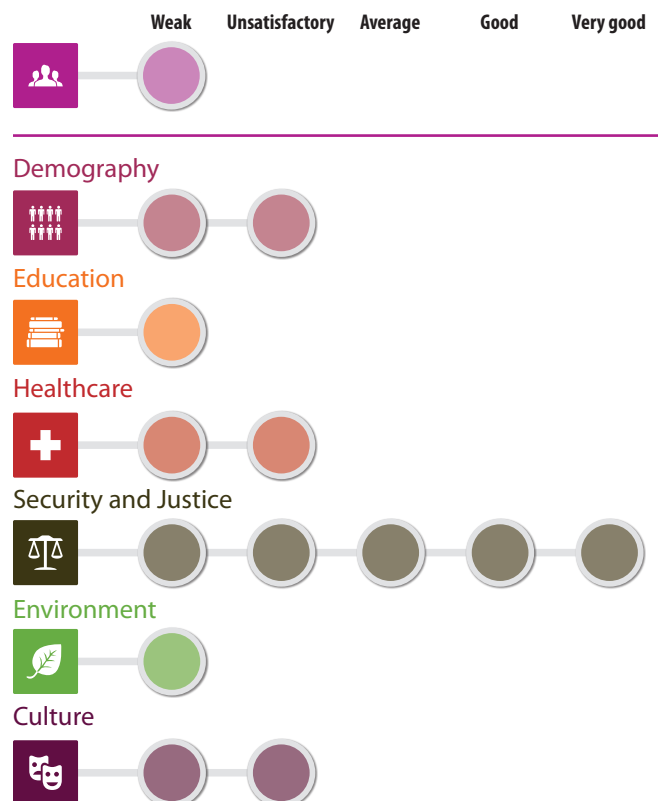 Weak Unsatisfactory Average Good Very good
Demography
Education
Healthcare
Security and Justice
Environment
Culture